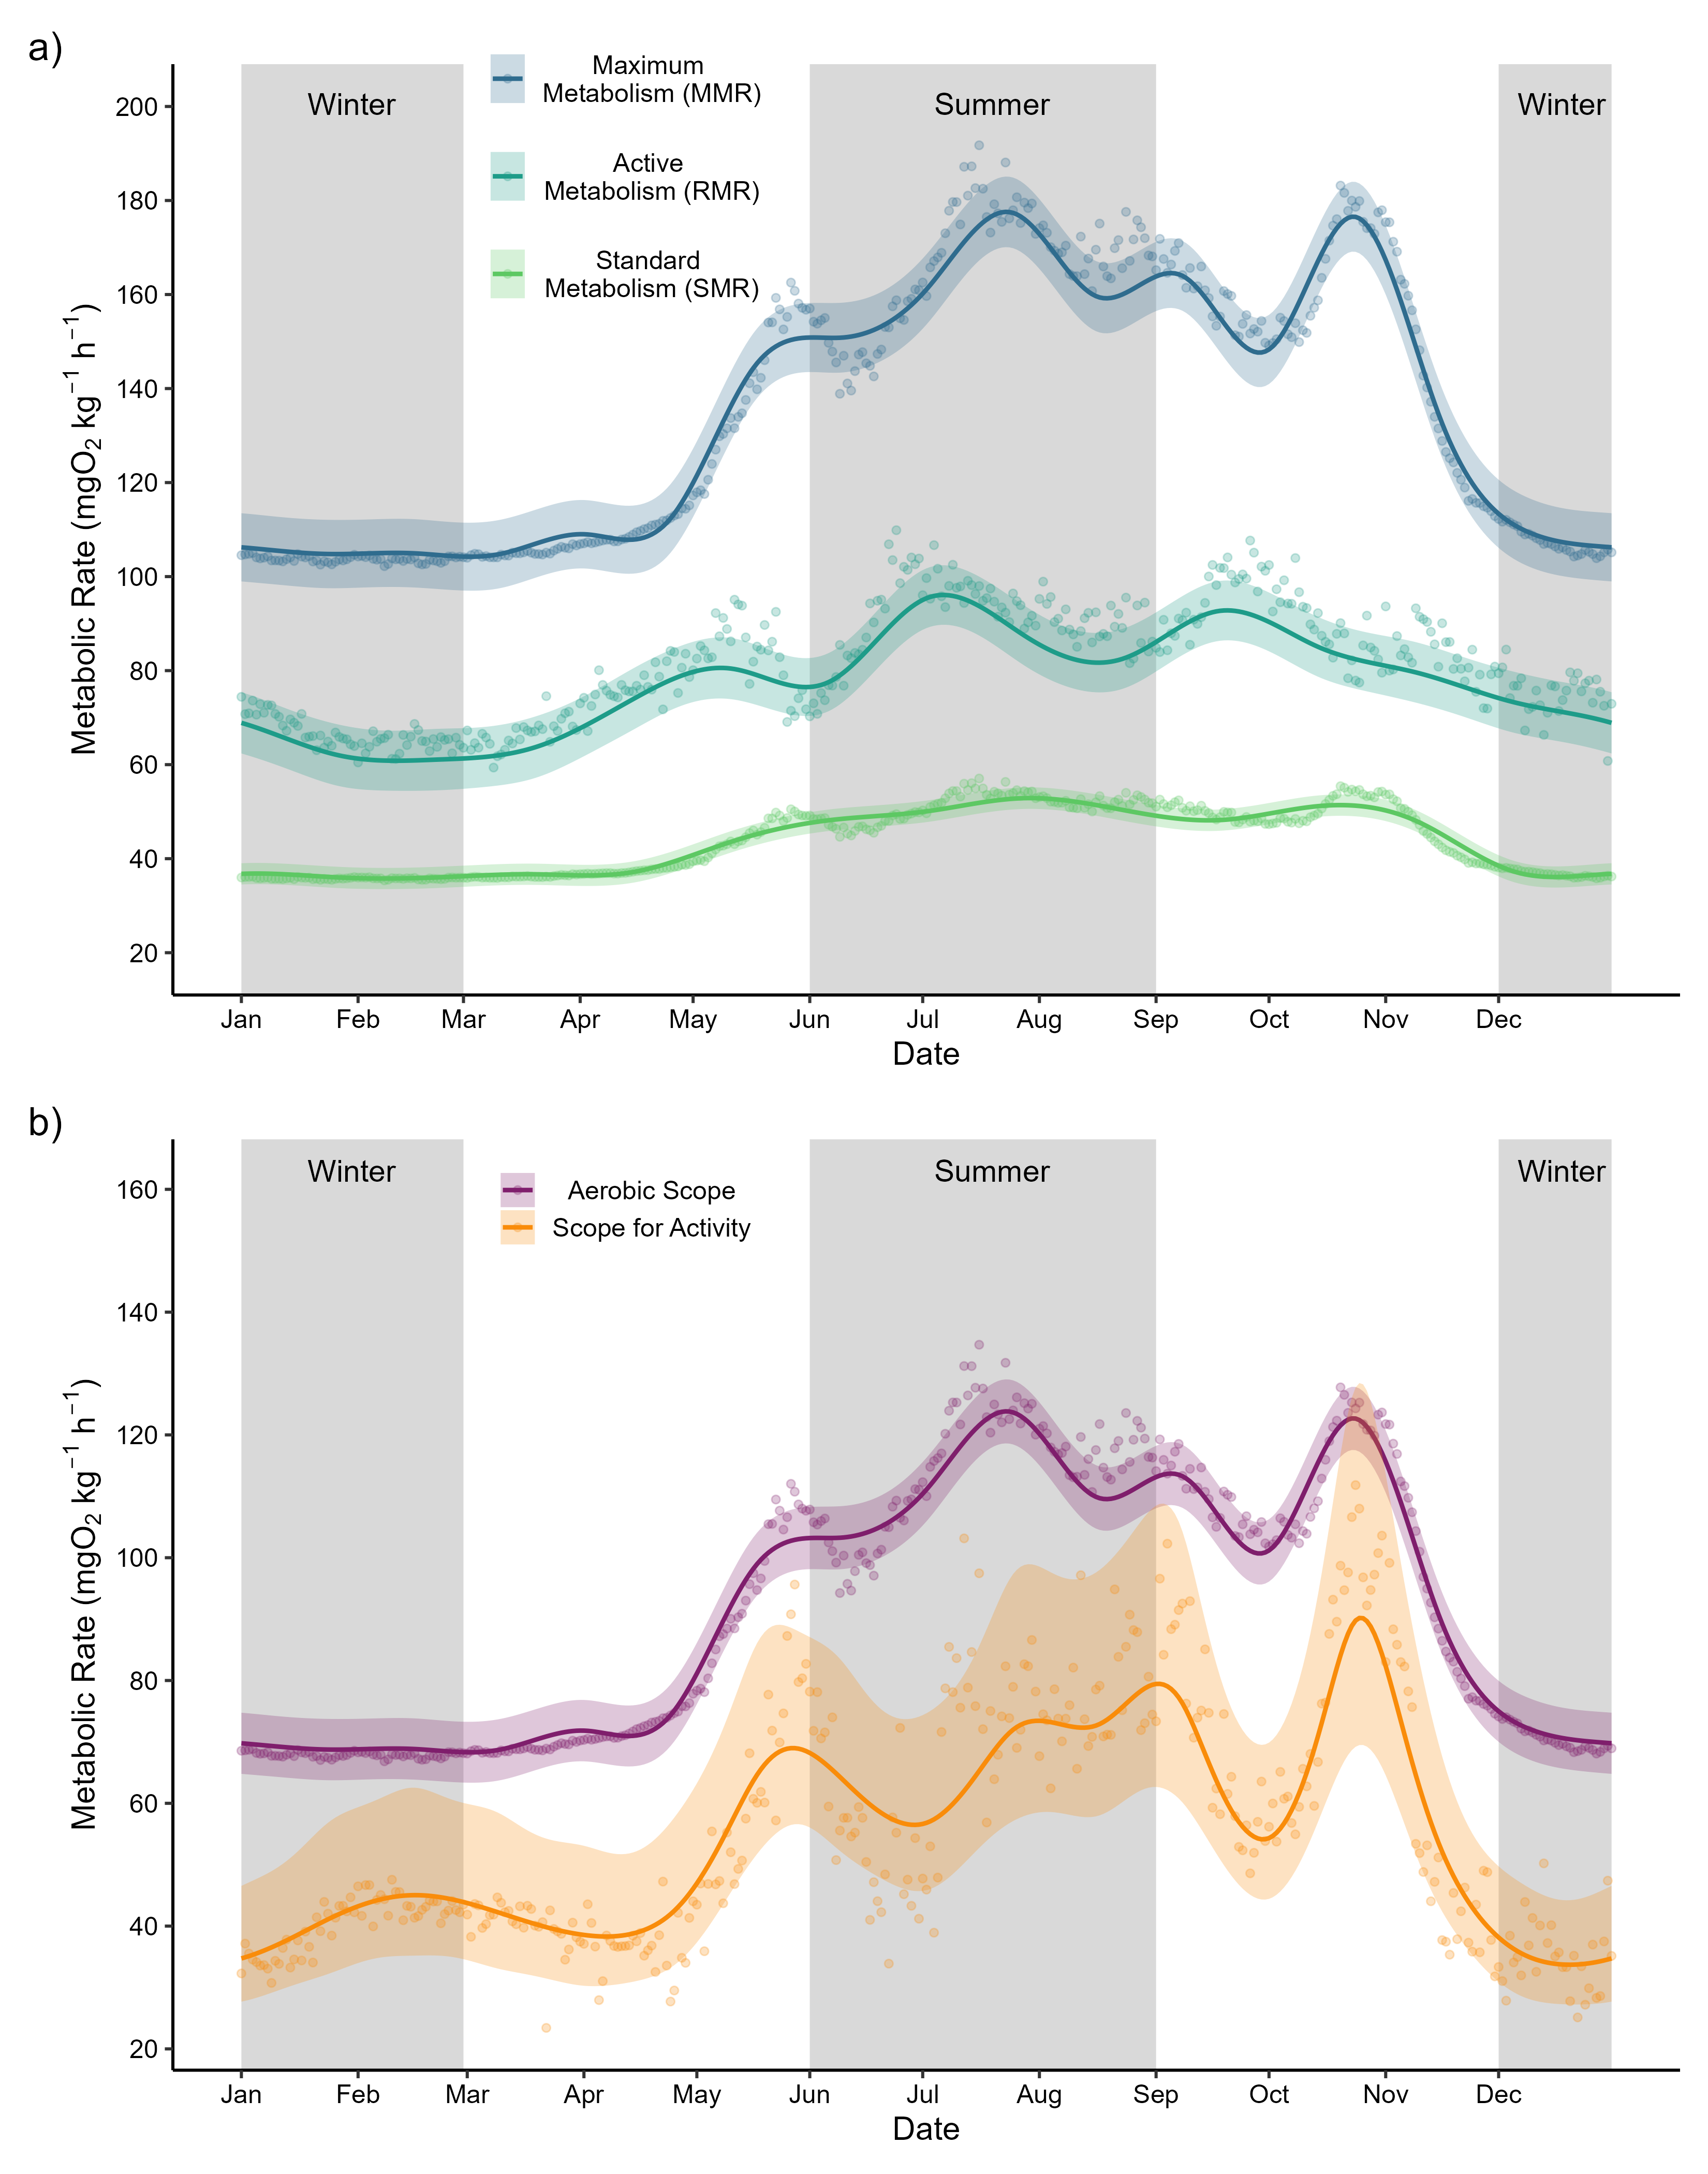 a)
Winter
Summer
Winter
Maximum
Metabolism (MMR)
Active
Metabolism (RMR)
Standard
Metabolism (SMR)
Metabolic Rate (mgO₂ kg⁻¹ h⁻¹)
200
180
160
140
120
100
80
60
40
20
Jan Feb Mar Apr May Jun Jul Aug Sep Oct Nov Dec
Date
b)
Winter
Summer
Winter
Aerobic Scope
Scope for Activity
Metabolic Rate (mgO₂ kg⁻¹ h⁻¹)
160
140
120
100
80
60
40
20
Jan Feb Mar Apr May Jun Jul Aug Sep Oct Nov Dec
Date